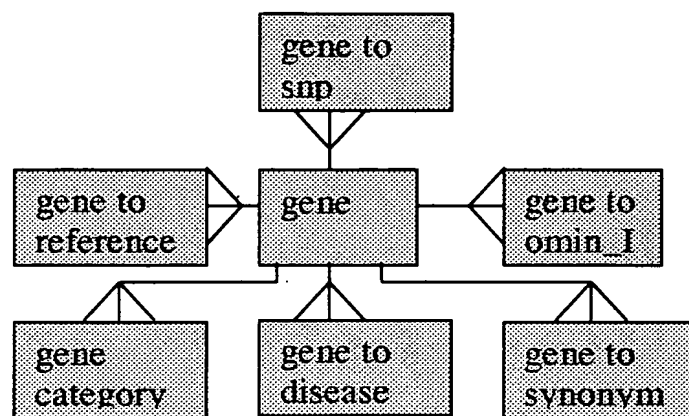 gene to
snp
gene to
reference
gene
gene to
omin_I
gene
category
gene to
disease
gene to
synonym